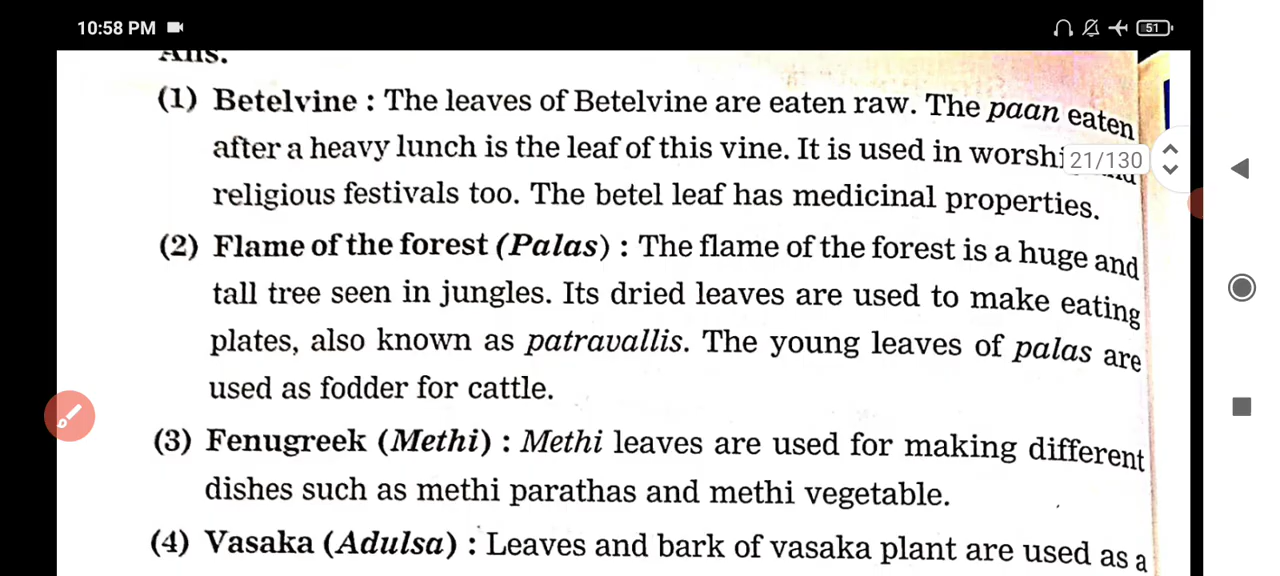 10:58 PM
51
Ans.
(1) Betelvine : The leaves of Betelvine are eaten raw. The paan eaten
after a heavy lunch is the leaf of this vine. It is used in worship and
21/130
religious festivals too. The betel leaf has medicinal properties.
(2) Flame of the forest (Palas) : The flame of the forest is a huge and
tall tree seen in jungles. Its dried leaves are used to make eating
plates, also known as patravallis. The young leaves of palas are
used as fodder for cattle.
(3) Fenugreek (Methi) : Methi leaves are used for making different
dishes such as methi parathas and methi vegetable.
(4) Vasaka (Adulsa) : Leaves and bark of vasaka plant are used as a